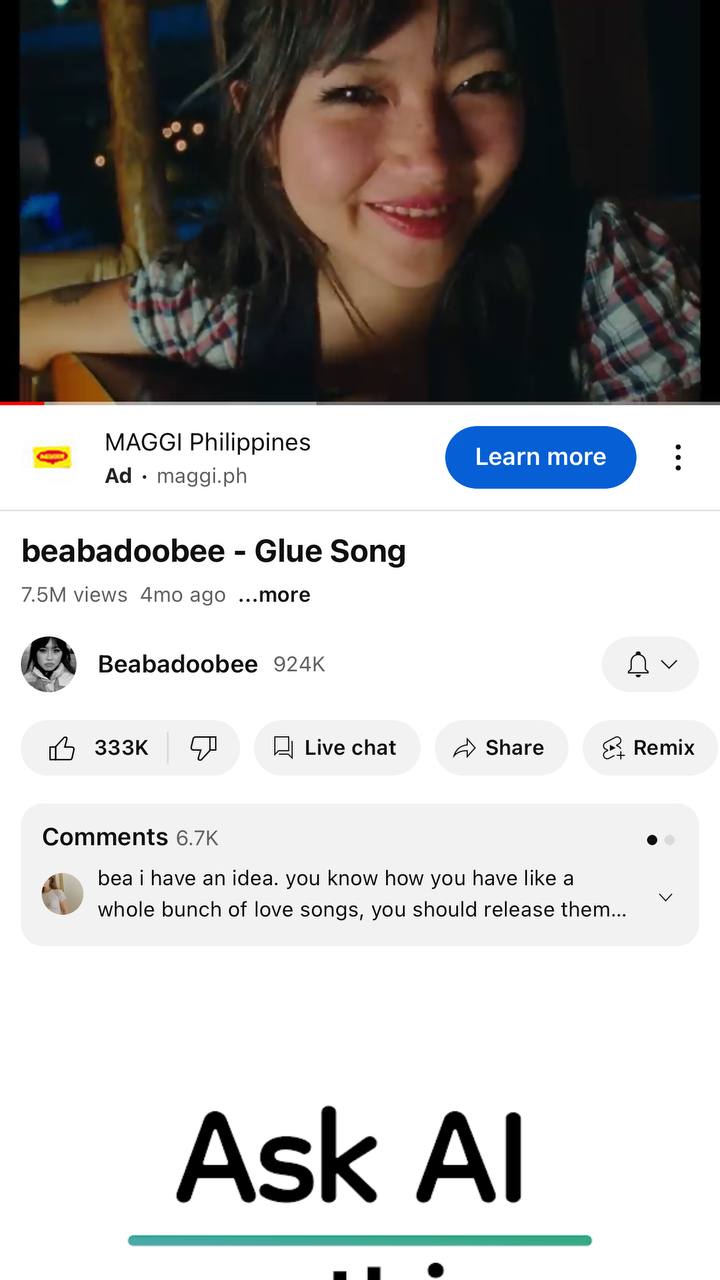 MAGGI Philippines
Ad · maggi.ph
Learn more
beabadoobee - Glue Song
7.5M views 4mo ago ...more
Beabadoobee 924K
333K
Live chat
Share
Remix
Comments 6.7K
bea i have an idea. you know how you have like a
whole bunch of love songs, you should release them...
Ask AI